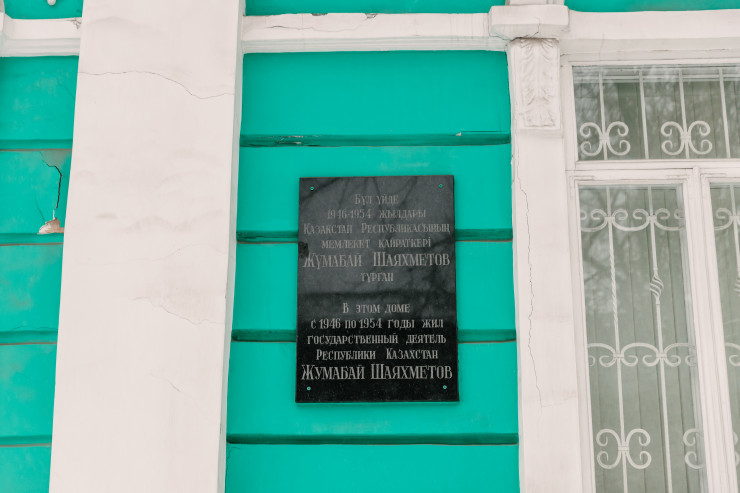 Бұл үйде
1946-1954 жылдары
Қазақстан Республикасының
мемлекет қайраткері
Жұмабай Шаяхметов
тұрған
В этом доме
с 1946 по 1954 годы жил
государственный деятель
Республики Казахстан
Жумабай Шаяхметов